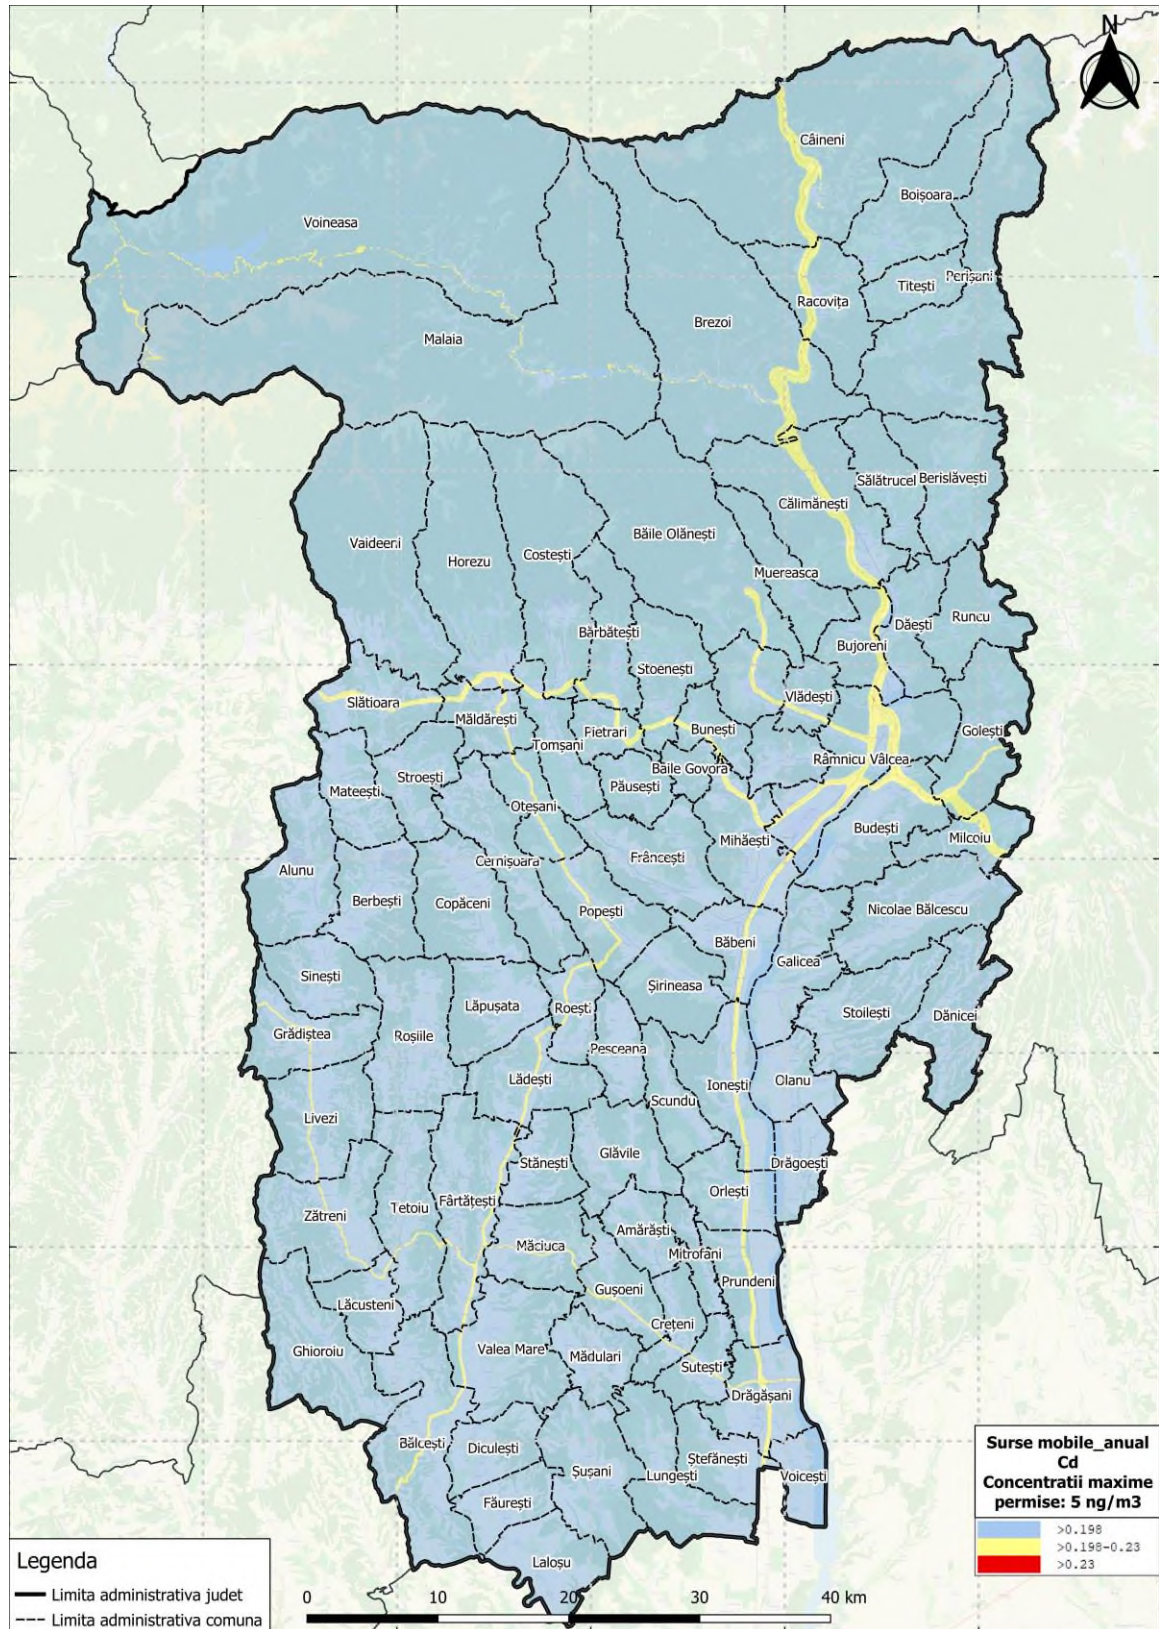 N
Câineni
Boișoara
Voineasa
Perișani
Titești
Racovița
Brezoi
Malaia
Sălătrucel
Berislăvești
Călimănești
Băile Olănești
Vaideeni
Costești
Horezu
Muereasca
Runcu
Dăești
Bărbătești
Bujoreni
Stoenești
Vlădești
Slătioara
Măldărești
Pietrari
Bunești
Golești
Tomșani
Râmnicu Vâlcea
Baile Govora
Stroești
Păusești
Mateești
Oteșani
Budești
Milcoiu
Mihăești
Frâncești
Cernișoara
Alunu
Berbești
Copăceni
Popești
Nicolae Bălcescu
Băbeni
Galicea
Sinești
Șirineasa
Lăpușata
Roești
Stoilești
Dănicei
Grădiștea
Roșiile
Pesceana
Lădești
Ionești
Olanu
Scundu
Livezi
Glăvile
Stănești
Drăgoești
Orlești
Fârtățești
Tetoiu
Zătreni
Amărăști
Măciuca
Mitrofani
Prundeni
Gușoeni
Lăcusteni
Crețeni
Ghioroiu
Valea Mare
Mădulari
Sutești
Drăgășani
Bălcești
Diculești
Ștefănești
Șușani
Lungești
Voicești
Făurești
Lalosu
Surse mobile_anual
Cd
Concentratii maxime
permise: 5 ng/m3
>0.198
>0.198-0.23
>0.23
Legenda
Limita administrativa judet
Limita administrativa comuna
0 10 20 30 40 km